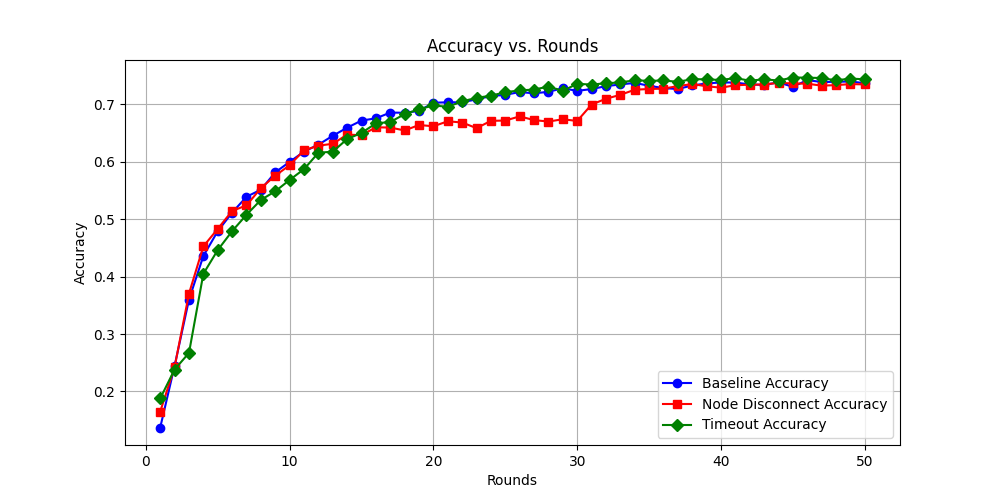 Accuracy vs. Rounds
Accuracy
0.7
0.6
0.5
0.4
0.3
0.2
0
10
20
30
40
50
Rounds
Baseline Accuracy
Node Disconnect Accuracy
Timeout Accuracy